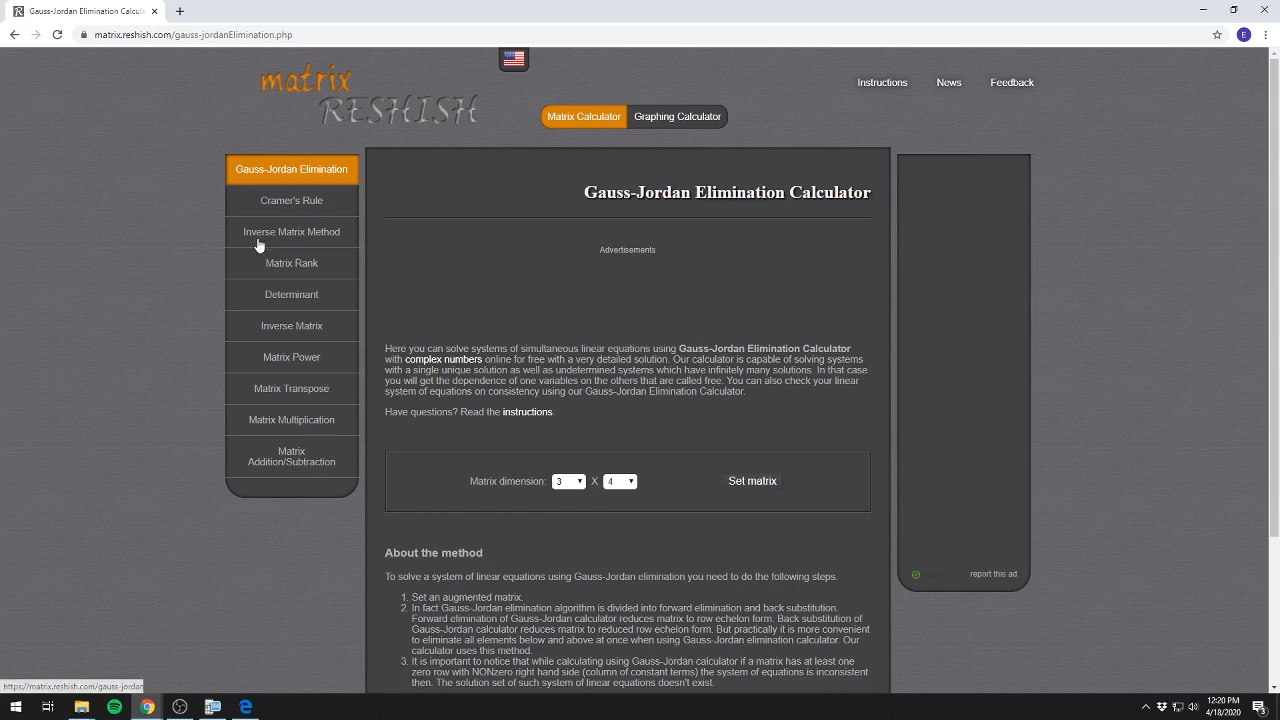 Gauss-Jordan Elimination Calcula
matrix.reshish.com/gauss-jordanElimination.php
E
matrix
RESHISH
Instructions
News
Feedback
Matrix Calculator
Graphing Calculator
Gauss-Jordan Elimination
Cramer's Rule
Inverse Matrix Method
Matrix Rank
Determinant
Inverse Matrix
Matrix Power
Matrix Transpose
Matrix Multiplication
Matrix
Addition/Subtraction
Gauss-Jordan Elimination Calculator
Advertisements
Here you can solve systems of simultaneous linear equations using Gauss-Jordan Elimination Calculator
with complex numbers online for free with a very detailed solution. Our calculator is capable of solving systems
with a single unique solution as well as undetermined systems which have infinitely many solutions. In that case
you will get the dependence of one variables on the others that are called free. You can also check your linear
system of equations on consistency using our Gauss-Jordan Elimination Calculator.
Have questions? Read the instructions.
Matrix dimension: 3 X 4 Set matrix
About the method
To solve a system of linear equations using Gauss-Jordan elimination you need to do the following steps.
1. Set an augmented matrix.
2. In fact Gauss-Jordan elimination algorithm is divided into forward elimination and back substitution.
Forward elimination of Gauss-Jordan calculator reduces matrix to row echelon form. Back substitution of
Gauss-Jordan calculator reduces matrix to reduced row echelon form. But practically it is more convenient
to eliminate all elements below and above at once when using Gauss-Jordan elimination calculator. Our
calculator uses this method.
3. It is important to notice that while calculating using Gauss-Jordan calculator if a matrix has at least one
zero row with NONzero right hand side (column of constant terms) the system of equations is inconsistent
then. The solution set of such system of linear equations doesn't exist.
report this ad
https://matrix.reshish.com/gauss-jordan
12:20 PM
4/18/2020
3